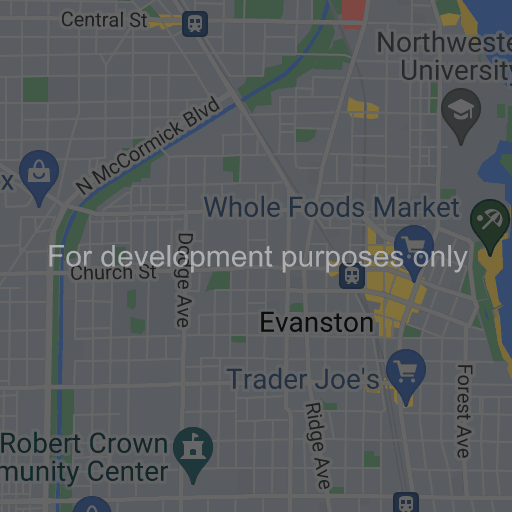 Central St
Northweste
University
N McCormick Blvd
x
Whole Foods Market
Dodge Ave
For development purposes only
Church St
Evanston
Trader Joe's
Forest Ave
Ridge Ave
Robert Crown
munity Center